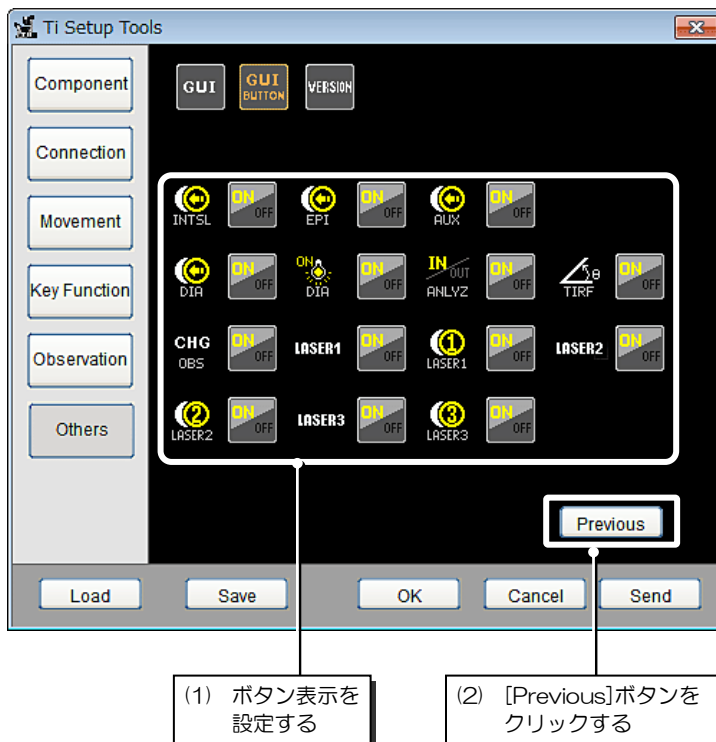 Ti Setup Tools
Component
Connection
Movement
Key Function
Observation
Others
GUI
GUI
BUTTON
VERSION
INTSL ON OFF EPI ON OFF AUX ON OFF
DIA ON OFF ON DIA ON OFF IN OUT ANLYZ ON OFF θ TIRF ON OFF
CHG OBS ON OFF LASER1 ON OFF 1 LASER1 ON OFF LASER2 ON OFF
2 LASER2 ON OFF LASER3 ON OFF 3 LASER3 ON OFF
Previous
Load Save OK Cancel Send
(1) ボタン表示を
設定する
(2) [Previous]ボタンを
クリックする